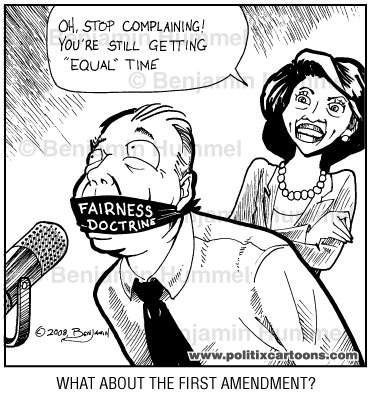 OH, STOP COMPLAINING!
YOU'RE STILL GETTING
"EQUAL" TIME
© Benjamin Hummel
© Benjamin Hummel
FAIRNESS
DOCTRINE
Benjamin Hummel
© 2008, BENJAMIN
Benjamin Hummel
www.politixcartoons.com
WHAT ABOUT THE FIRST AMENDMENT?